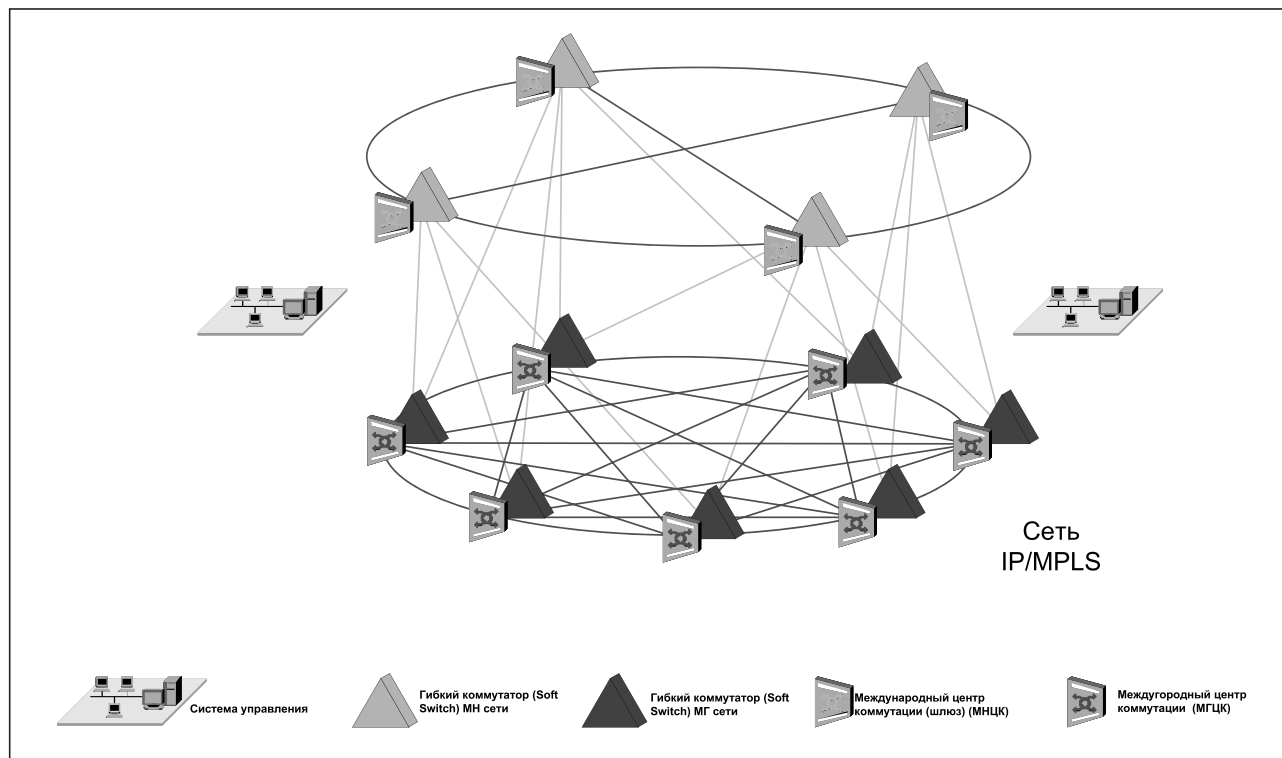 Сеть
IP/MPLS
Система управления
Гибкий коммутатор (Soft
Switch) МН сети
Гибкий коммутатор (Soft
Switch) МГ сети
Международный центр
коммутации (шлюз) (МНЦК)
Междугородный центр
коммутации (МГЦК)